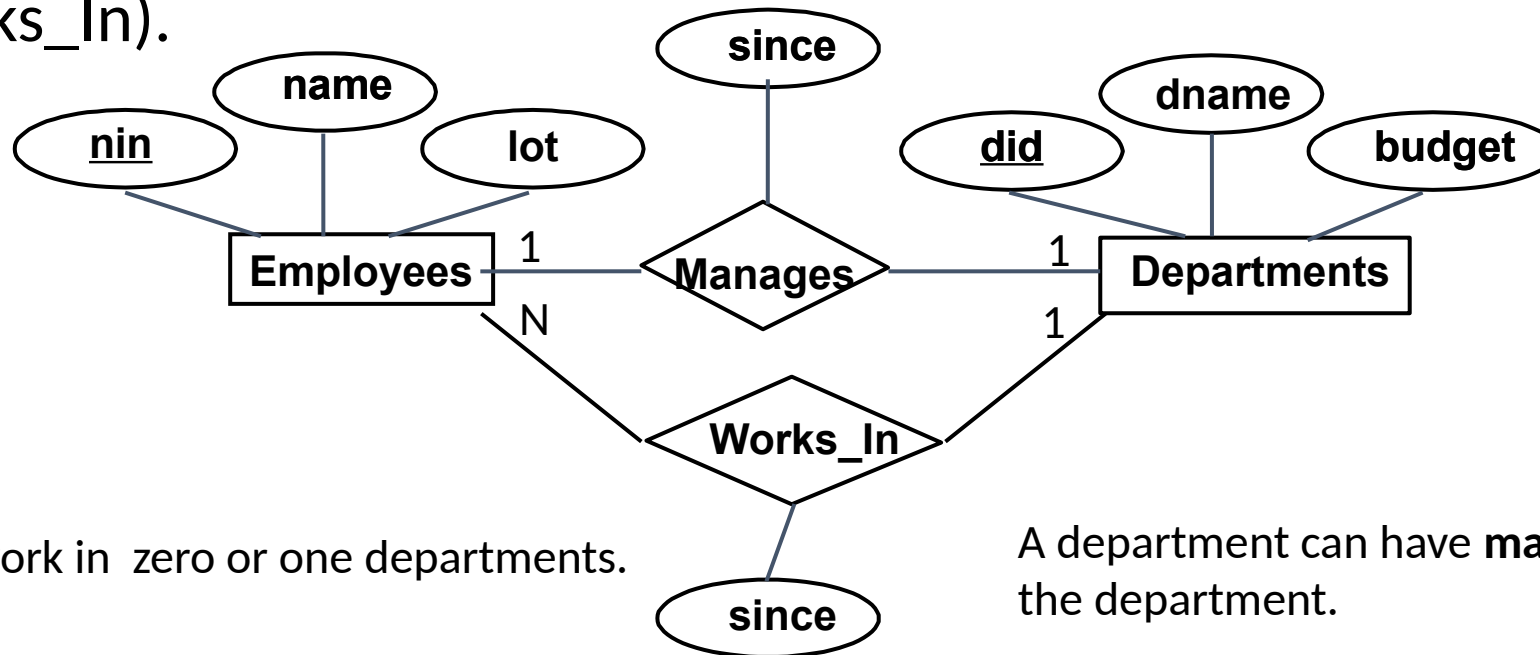 ks_In).
since
name
dname
nin
lot
did
budget
1
1
Employees
Manages
Departments
N
1
Works_In
ork in zero or one departments.
A department can have ma
the department.
since